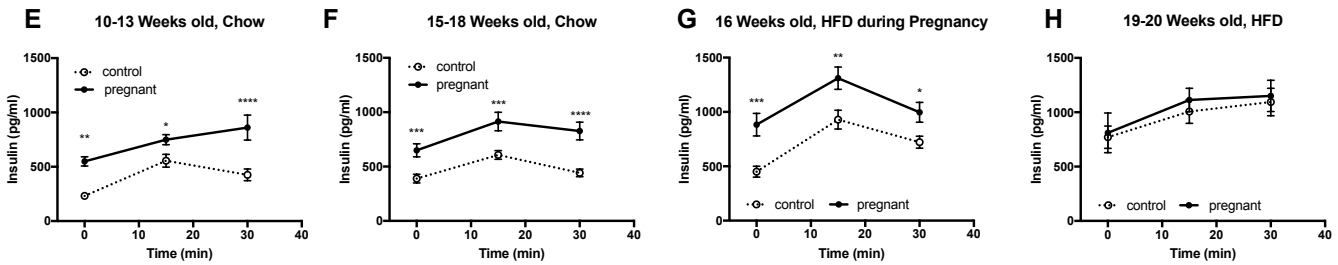 E 10-13 Weeks old, Chow
Insulin (pg/ml)
1500
1000
500
0
control
pregnant
**
*
****
0 10 20 30 40
Time (min)
F 15-18 Weeks old, Chow
Insulin (pg/ml)
1500
1000
500
0
control
pregnant
***
***
****
0 10 20 30 40
Time (min)
G 16 Weeks old, HFD during Pregnancy
Insulin (pg/ml)
1500
1000
500
0
***
**
*
control pregnant
0 10 20 30 40
Time (min)
H 19-20 Weeks old, HFD
Insulin (pg/ml)
1500
1000
500
0
control pregnant
0 10 20 30 40
Time (min)